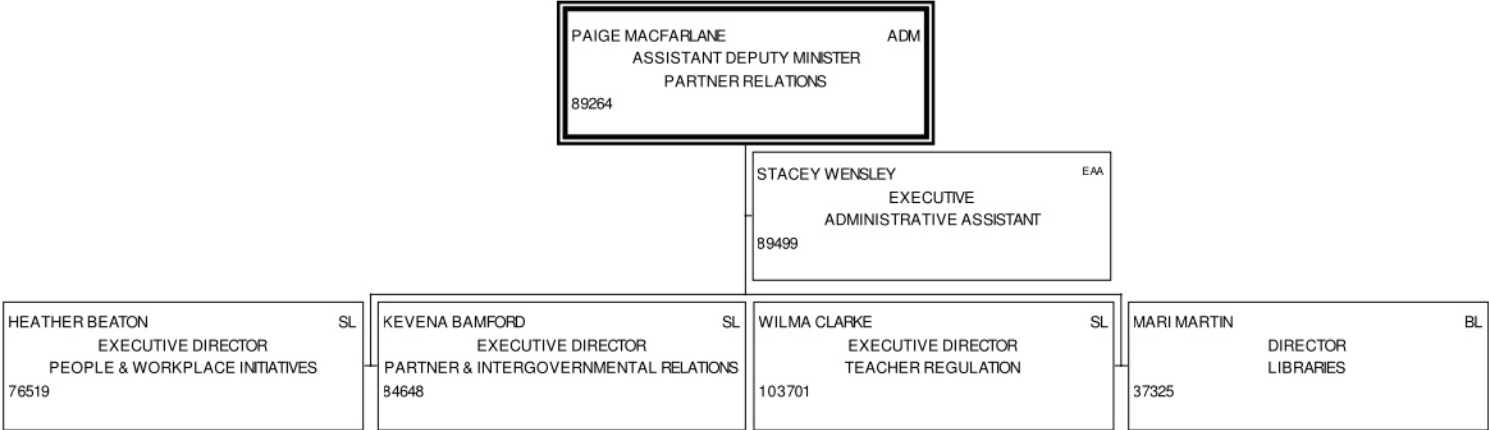 PAIGE MACFARLANE ADM
ASSISTANT DEPUTY MINISTER
PARTNER RELATIONS
89264
STACEY WENSLEY EAA
EXECUTIVE
ADMINISTRATIVE ASSISTANT
89499
HEATHER BEATON SL
EXECUTIVE DIRECTOR
PEOPLE & WORKPLACE INITIATIVES
76519
KEVENA BAMFORD SL
EXECUTIVE DIRECTOR
PARTNER & INTERGOVERNMENTAL RELATIONS
84648
WILMA CLARKE SL
EXECUTIVE DIRECTOR
TEACHER REGULATION
103701
MARI MARTIN BL
DIRECTOR
LIBRARIES
37325